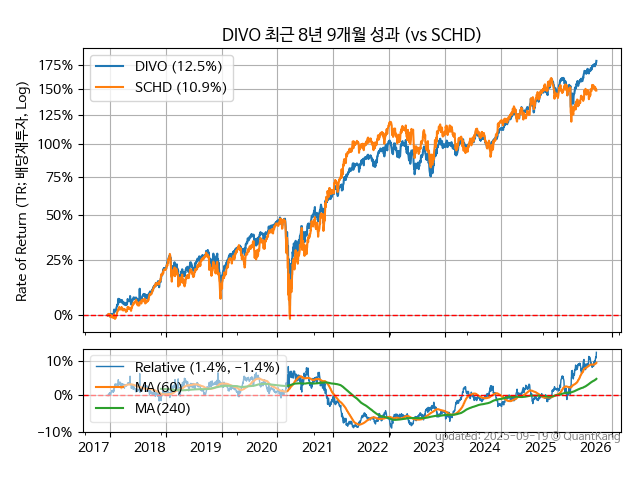 DIVO 최근 8년 9개월 성과 (vs SCHD)
Rate of Return (TR; 배당재투자, Log)
175%
150%
125%
100%
75%
50%
25%
0%
DIVO (12.5%)
SCHD (10.9%)
10%
0%
−10%
Relative (1.4%, −1.4%)
MA(60)
MA(240)
updated: 2025-09-19 © QuantKang
2017 2018 2019 2020 2021 2022 2023 2024 2025 2026